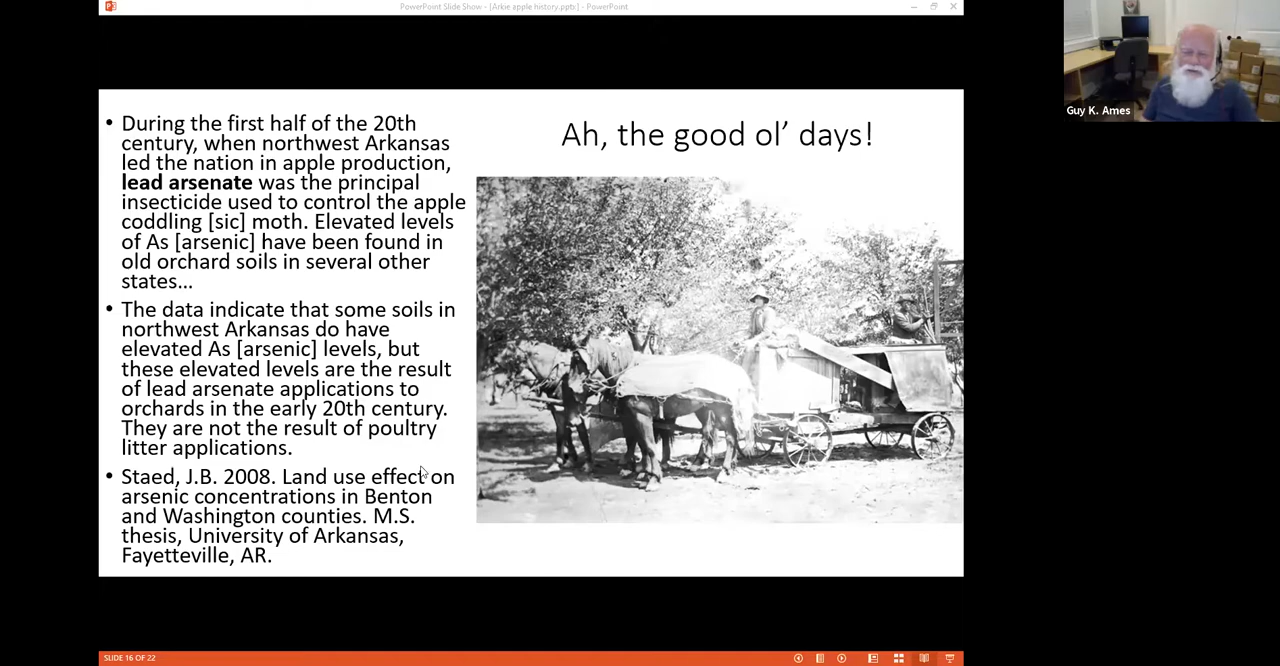 PowerPoint Slide Show - [Arkie apple history.pptx] - PowerPoint
Guy K. Ames
Ah, the good ol’ days!
• During the first half of the 20th
century, when northwest Arkansas
led the nation in apple production,
lead arsenate was the principal
insecticide used to control the apple
coddling [sic] moth. Elevated levels
of As [arsenic] have been found in
old orchard soils in several other
states...
• The data indicate that some soils in
northwest Arkansas do have
elevated As [arsenic] levels, but
these elevated levels are the result
of lead arsenate applications to
orchards in the early 20th century.
They are not the result of poultry
litter applications.
• Staed, J.B. 2008. Land use effect on
arsenic concentrations in Benton
and Washington counties. M.S.
thesis, University of Arkansas,
Fayetteville, AR.
SLIDE 16 OF 22